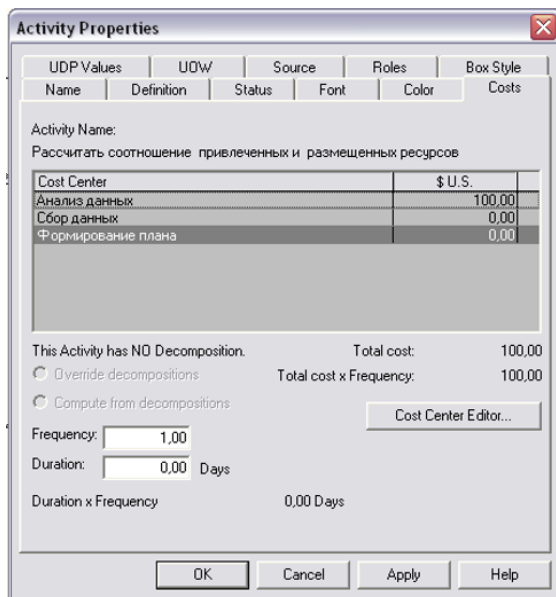 Activity Properties
UDP Values UOW Source Roles Box Style
Name Definition Status Font Color Costs
Activity Name:
Рассчитать соотношение привлеченных и размещенных ресурсов
Cost Center $ U.S.
Анализ данных 100,00
Сбор данных 0,00
Формирование плана 0,00
This Activity has NO Decomposition. Total cost: 100,00
Override decompositions Total cost x Frequency: 100,00
Compute from decompositions
Cost Center Editor...
Frequency: 1,00
Duration: 0,00 Days
Duration x Frequency 0,00 Days
OK Cancel Apply Help